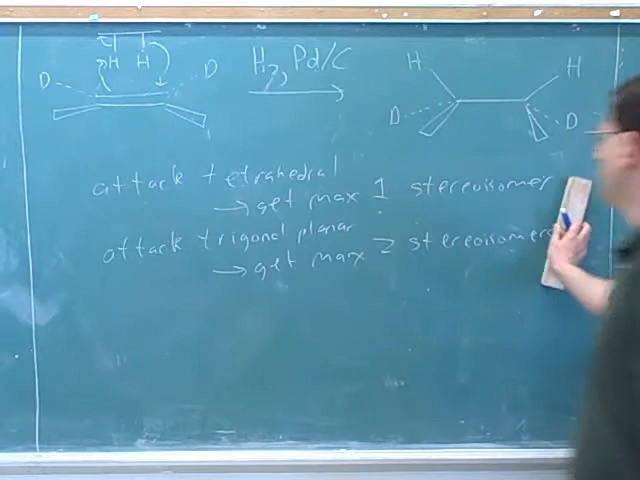 H H
D D H₂, Pd/C H H
D D
attack tetrahedral
→ get max 1 stereoisomer
attack trigonal planar
→ get max 2 stereoisomers